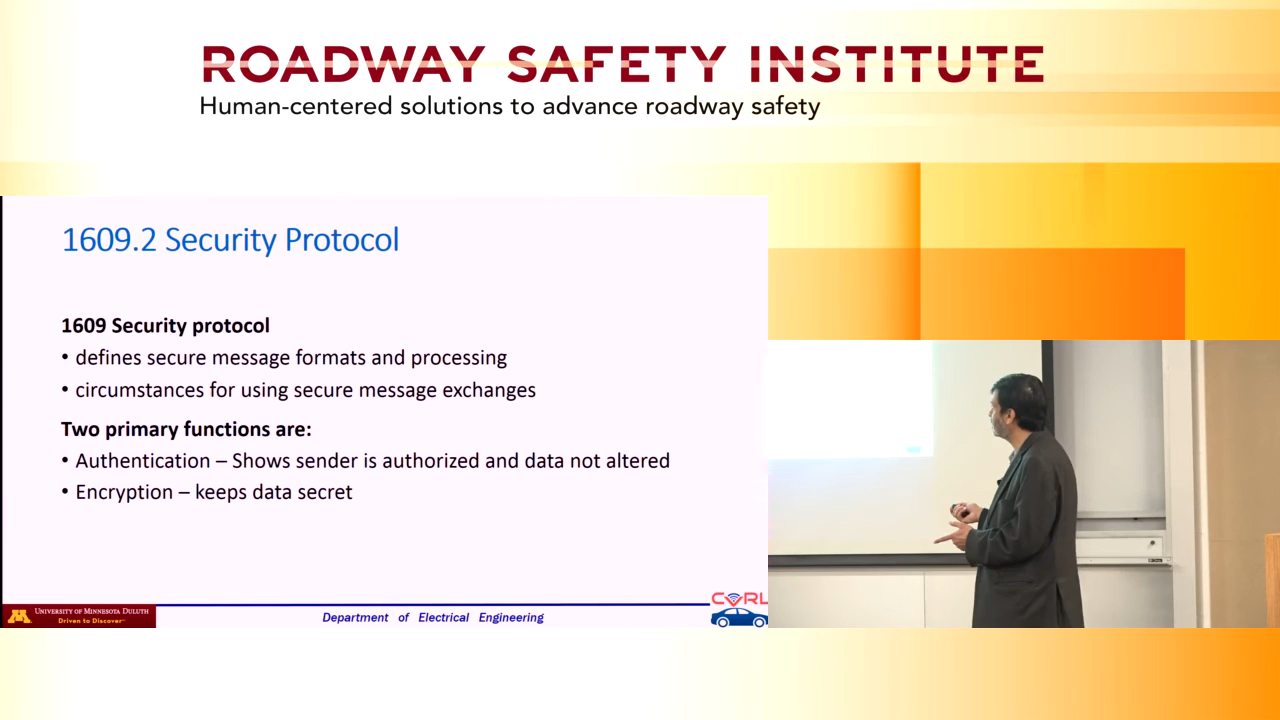 ROADWAY SAFETY INSTITUTE
Human-centered solutions to advance roadway safety
1609.2 Security Protocol
1609 Security protocol
• defines secure message formats and processing
• circumstances for using secure message exchanges
Two primary functions are:
• Authentication – Shows sender is authorized and data not altered
• Encryption – keeps data secret
UNIVERSITY OF MINNESOTA DULUTH
Driven to Discover
Department of Electrical Engineering
CVRL